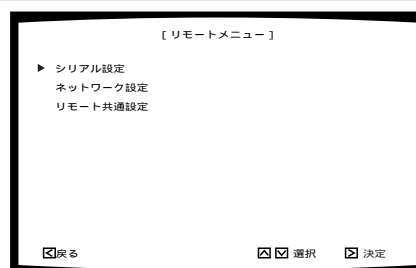 [リモートメニュー]
▶ シリアル設定
ネットワーク設定
リモート共通設定
戻る 選択 決定